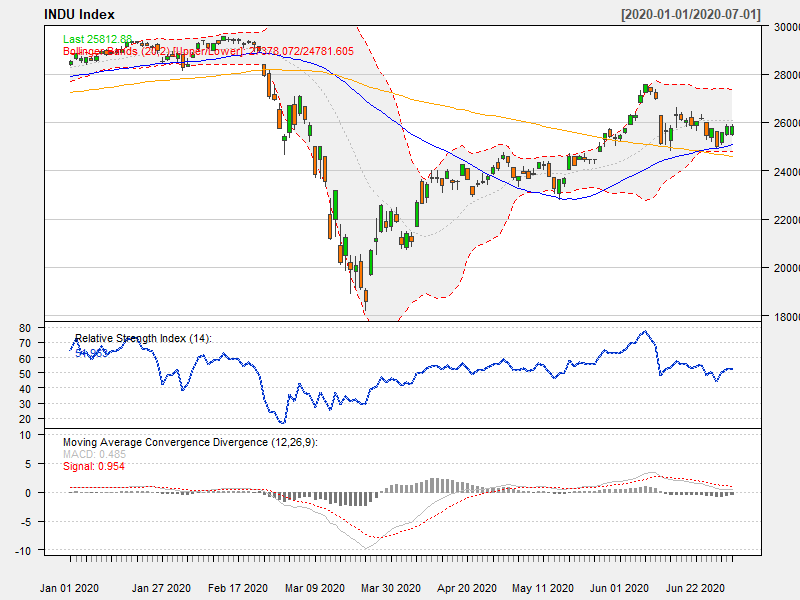 INDU Index [2020-01-01/2020-07-01]
Last 25812.88
Bollinger Bands (20,2) [Upper/Lower]: 27378.072/24781.605
30000
28000
26000
24000
22000
20000
18000
Relative Strength Index (14):
80
70
60
50
40
30
20
Moving Average Convergence Divergence (12,26,9):
MACD: 0.485
Signal: 0.954
10
5
0
-5
-10
Jan 01 2020 Jan 27 2020 Feb 17 2020 Mar 09 2020 Mar 30 2020 Apr 20 2020 May 11 2020 Jun 01 2020 Jun 22 2020